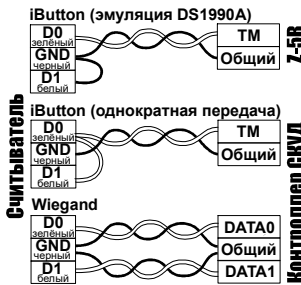 iButton (эмуляция DS1990A)
D0
зелёный
GND
черный
D1
белый
TM
Общий
Z-5R
iButton (однократная передача)
D0
зелёный
GND
черный
D1
белый
TM
Общий
Считыватель
Контроллер СКУД
Wiegand
D0
зелёный
GND
черный
D1
белый
DATA0
Общий
DATA1